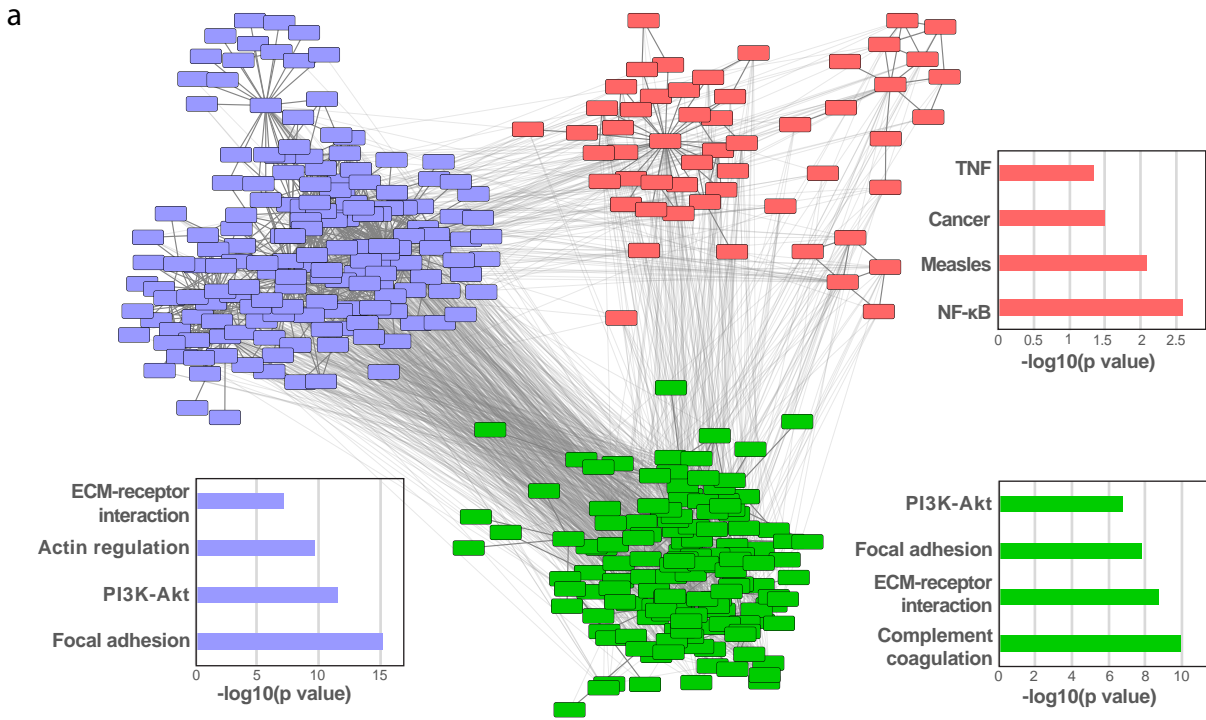 a
TNF
Cancer
Measles
NF-κB
0 0.5 1 1.5 2 2.5
-log10(p value)
ECM-receptor
interaction
Actin regulation
PI3K-Akt
Focal adhesion
0 5 10 15
-log10(p value)
PI3K-Akt
Focal adhesion
ECM-receptor
interaction
Complement
coagulation
0 2 4 6 8 10
-log10(p value)